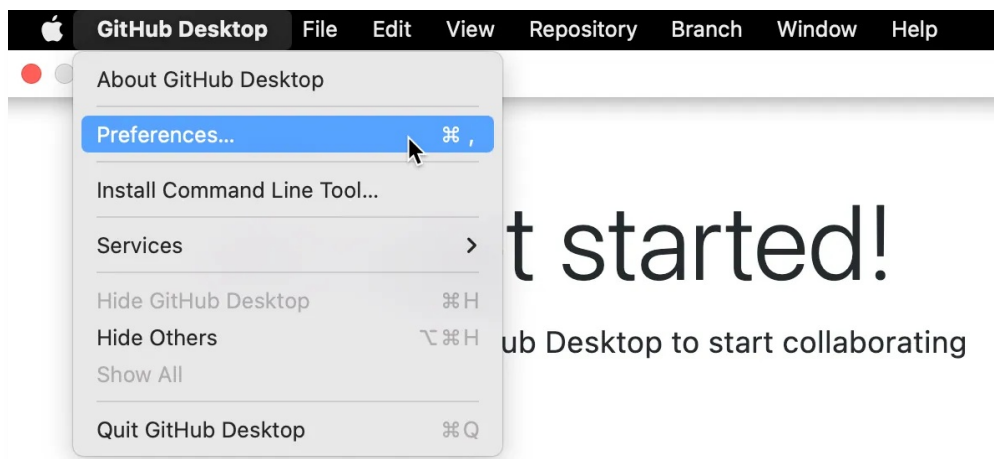 GitHub Desktop File Edit View Repository Branch Window Help
About GitHub Desktop
Preferences... ⌘ ,
Install Command Line Tool...
Services
Hide GitHub Desktop ⌘H
Hide Others ⌥⌘H
Show All
Quit GitHub Desktop ⌘Q
t started!
ub Desktop to start collaborating